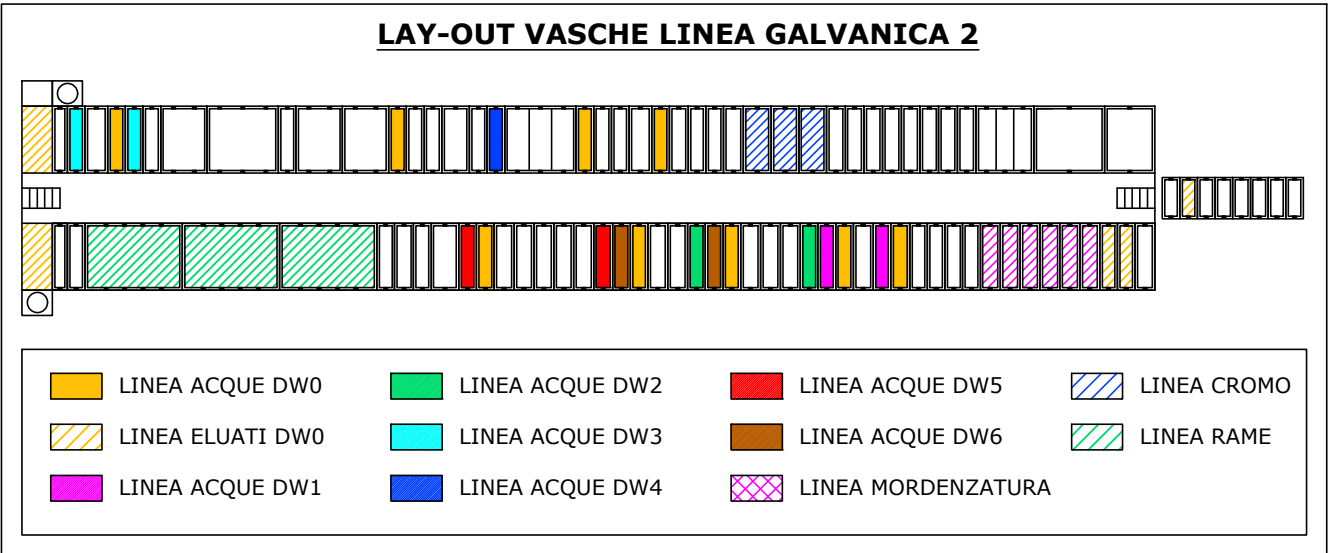 LAY-OUT VASCHE LINEA GALVANICA 2
LINEA ACQUE DW0
LINEA ACQUE DW2
LINEA ACQUE DW5
LINEA CROMO
LINEA ELUATI DW0
LINEA ACQUE DW3
LINEA ACQUE DW6
LINEA RAME
LINEA ACQUE DW1
LINEA ACQUE DW4
LINEA MORDENZATURA